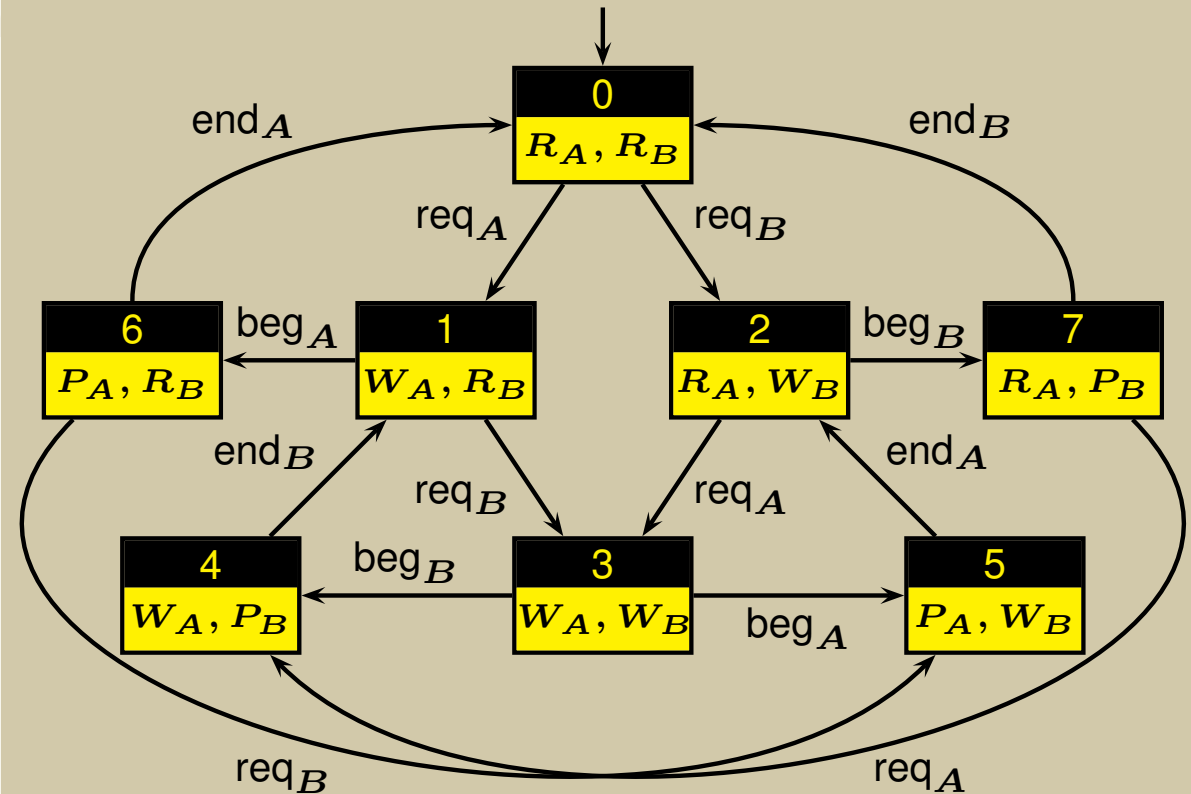 0
end_A
end_B
R_A, R_B
req_A
req_B
6
beg_A
1
2
beg_B
7
P_A, R_B
W_A, R_B
R_A, W_B
R_A, P_B
end_B
end_A
req_B
req_A
4
beg_B
3
5
W_A, P_B
W_A, W_B
beg_A
P_A, W_B
req_B
req_A